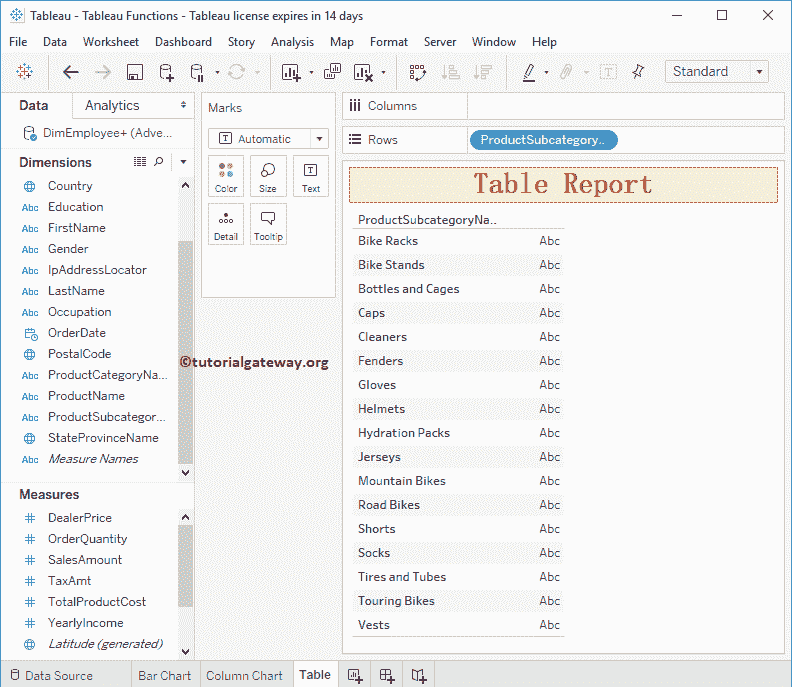 Tableau - Tableau Functions - Tableau license expires in 14 days
File Data Worksheet Dashboard Story Analysis Map Format Server Window Help
Standard
Data Analytics
DimEmployee+ (Adve...
Dimensions
Country
Abc Education
Abc FirstName
Abc Gender
Abc IpAddressLocator
Abc LastName
Abc Occupation
OrderDate
PostalCode
Abc ProductCategoryNa...
Abc ProductName
Abc ProductSubcategor...
StateProvinceName
Abc Measure Names
Measures
# DealerPrice
# OrderQuantity
# SalesAmount
# TaxAmt
# TotalProductCost
# YearlyIncome
Latitude (generated)
Marks
T Automatic
Color Size T Text
Detail Tooltip
©tutorialgateway.org
Columns
Rows ProductSubcategory..
Table Report
ProductSubcategoryNa..
Bike Racks Abc
Bike Stands Abc
Bottles and Cages Abc
Caps Abc
Cleaners Abc
Fenders Abc
Gloves Abc
Helmets Abc
Hydration Packs Abc
Jerseys Abc
Mountain Bikes Abc
Road Bikes Abc
Shorts Abc
Socks Abc
Tires and Tubes Abc
Touring Bikes Abc
Vests Abc
Data Source Bar Chart Column Chart Table